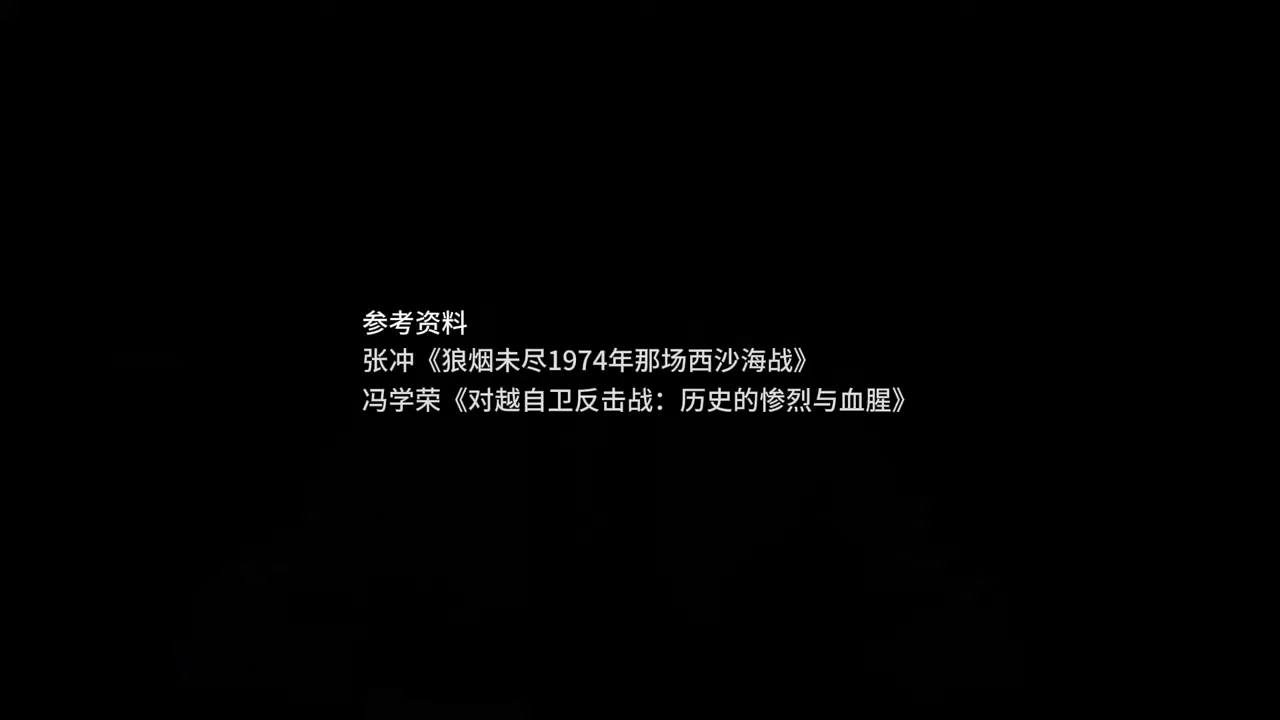 参考资料
张冲《狼烟未尽1974年那场西沙海战》
冯学荣《对越自卫反击战：历史的惨烈与血腥》